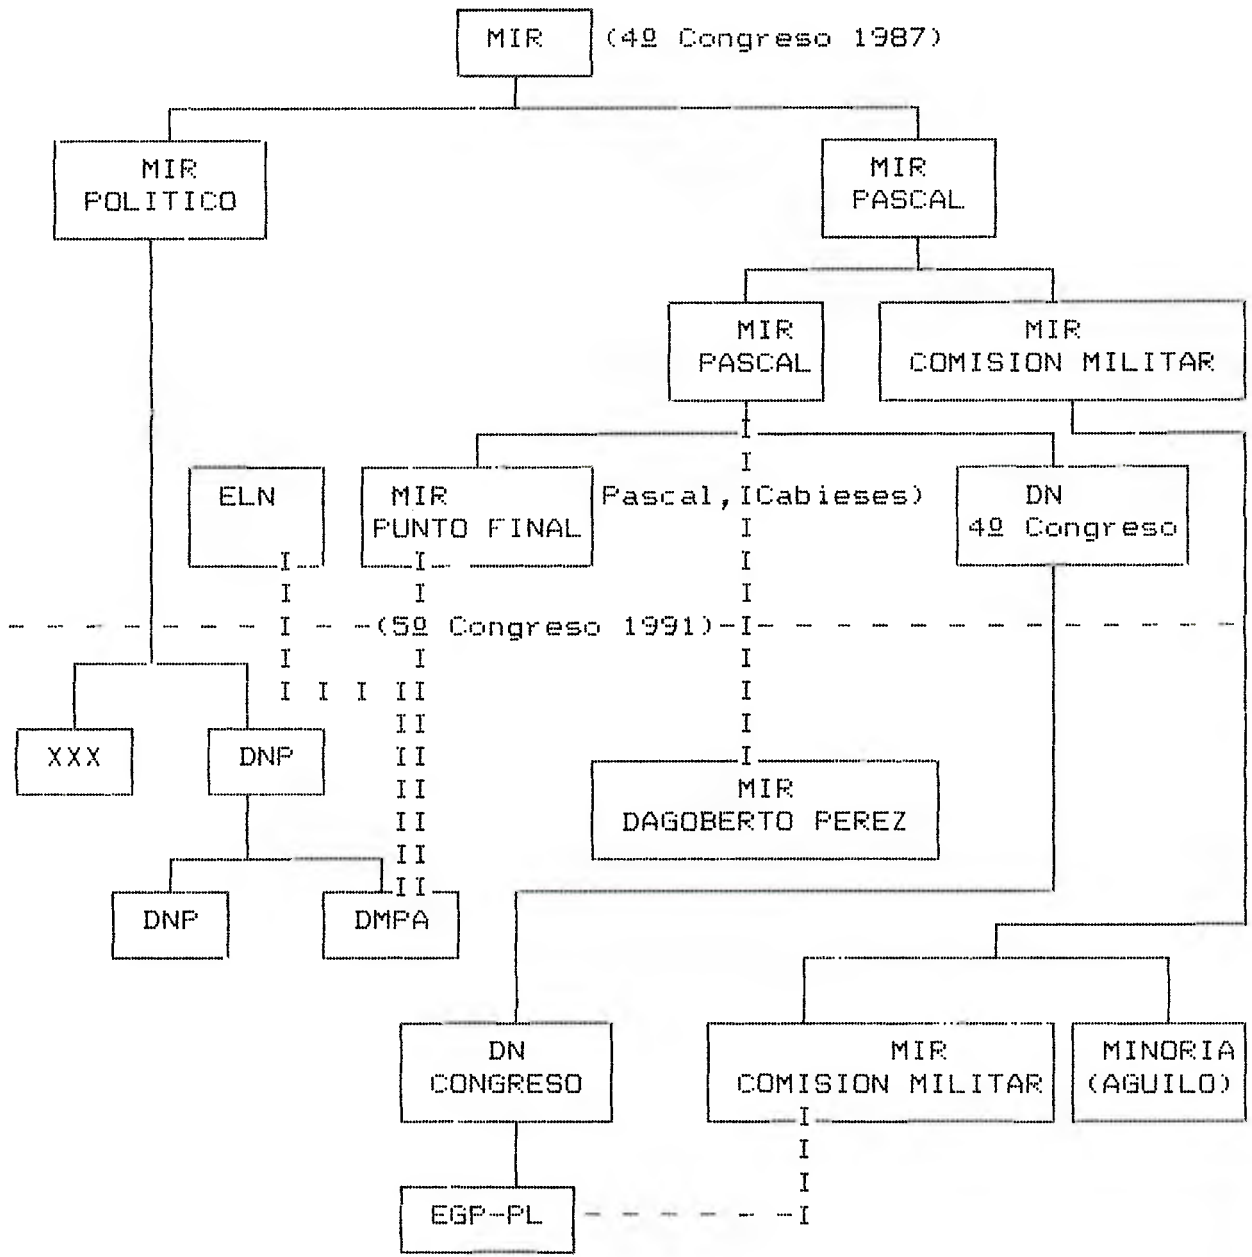 MIR (4º Congreso 1987)
MIR
POLITICO
MIR
PASCAL
MIR
PASCAL
MIR
COMISION MILITAR
ELN
MIR
PUNTO FINAL
Pascal, Cabieses)
DN
4º Congreso
(5º Congreso 1991)
XXX
DNP
MIR
DAGOBERTO PEREZ
DNP
DMPA
DN
CONGRESO
MIR
COMISION MILITAR
MINORIA
(AGUILO)
EGP-PL